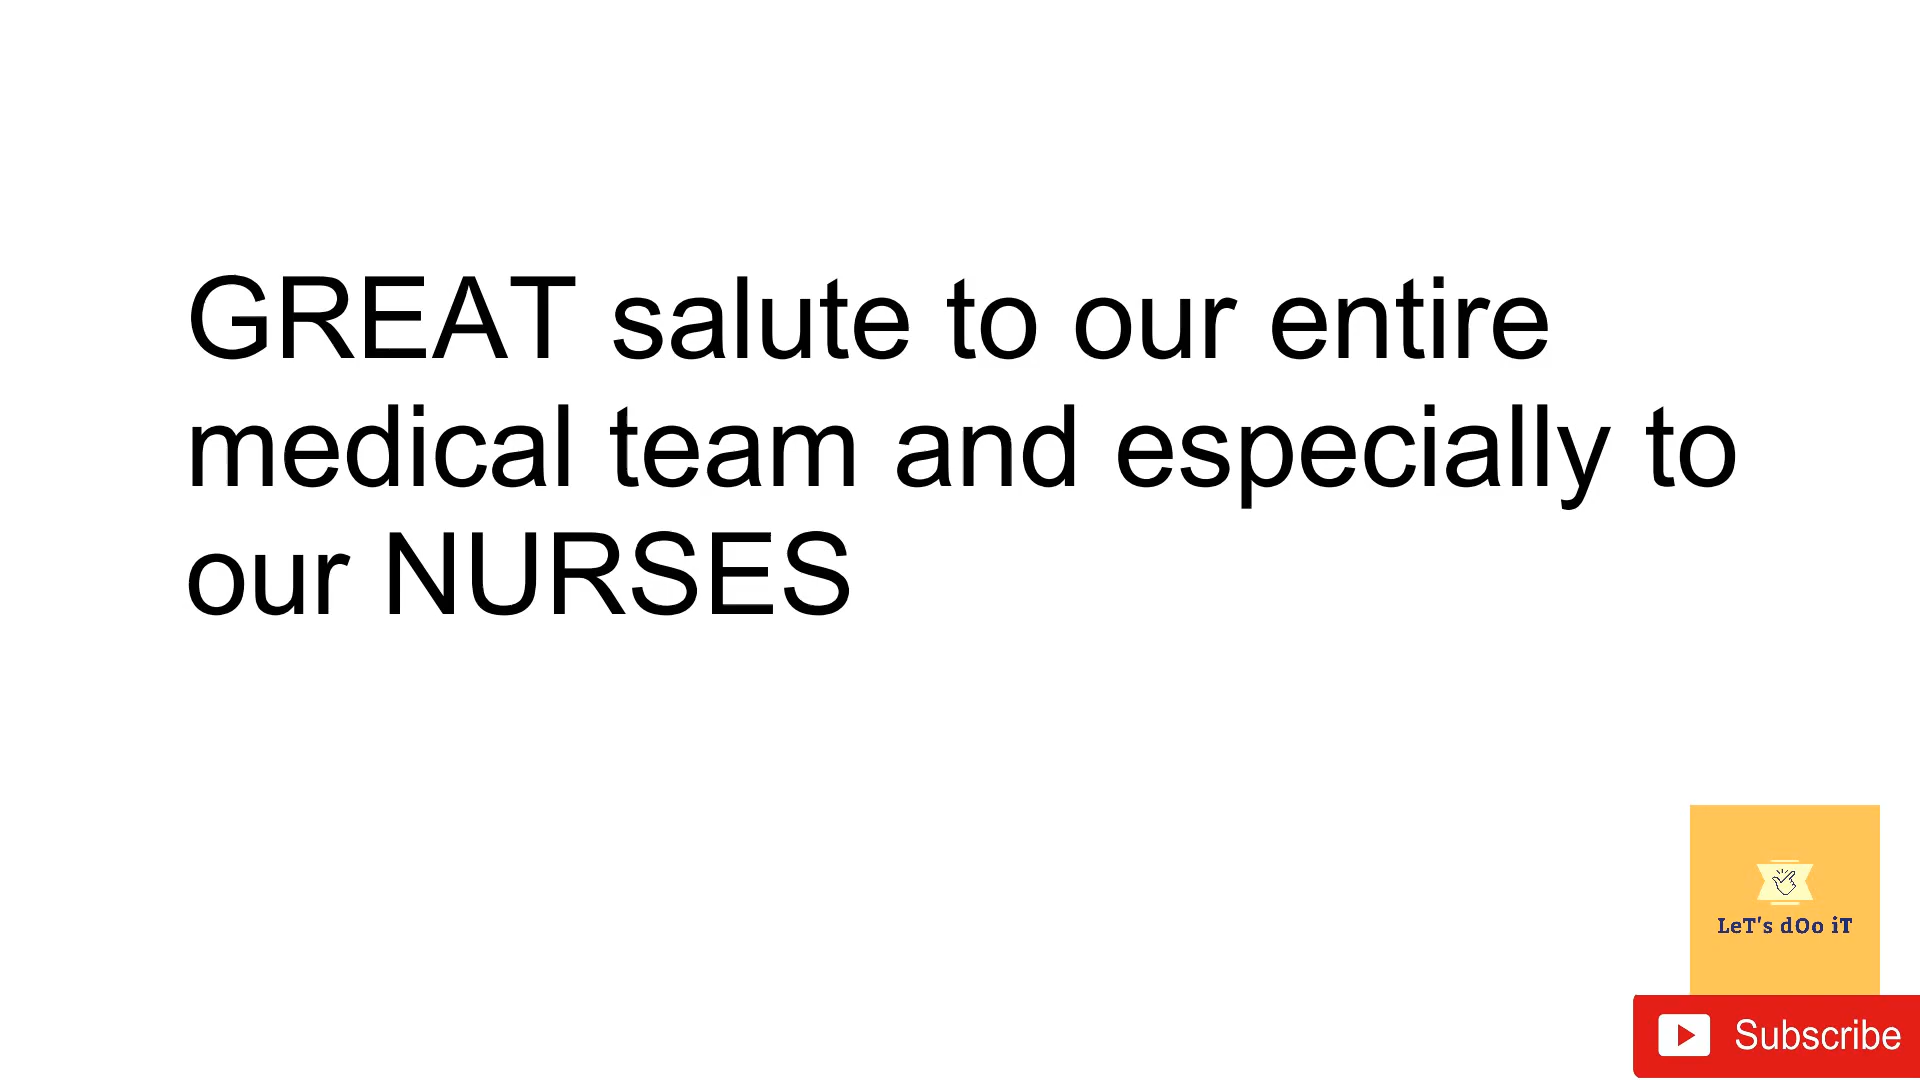 GREAT salute to our entire
medical team and especially to
our NURSES
LeT's dOo iT
Subscribe